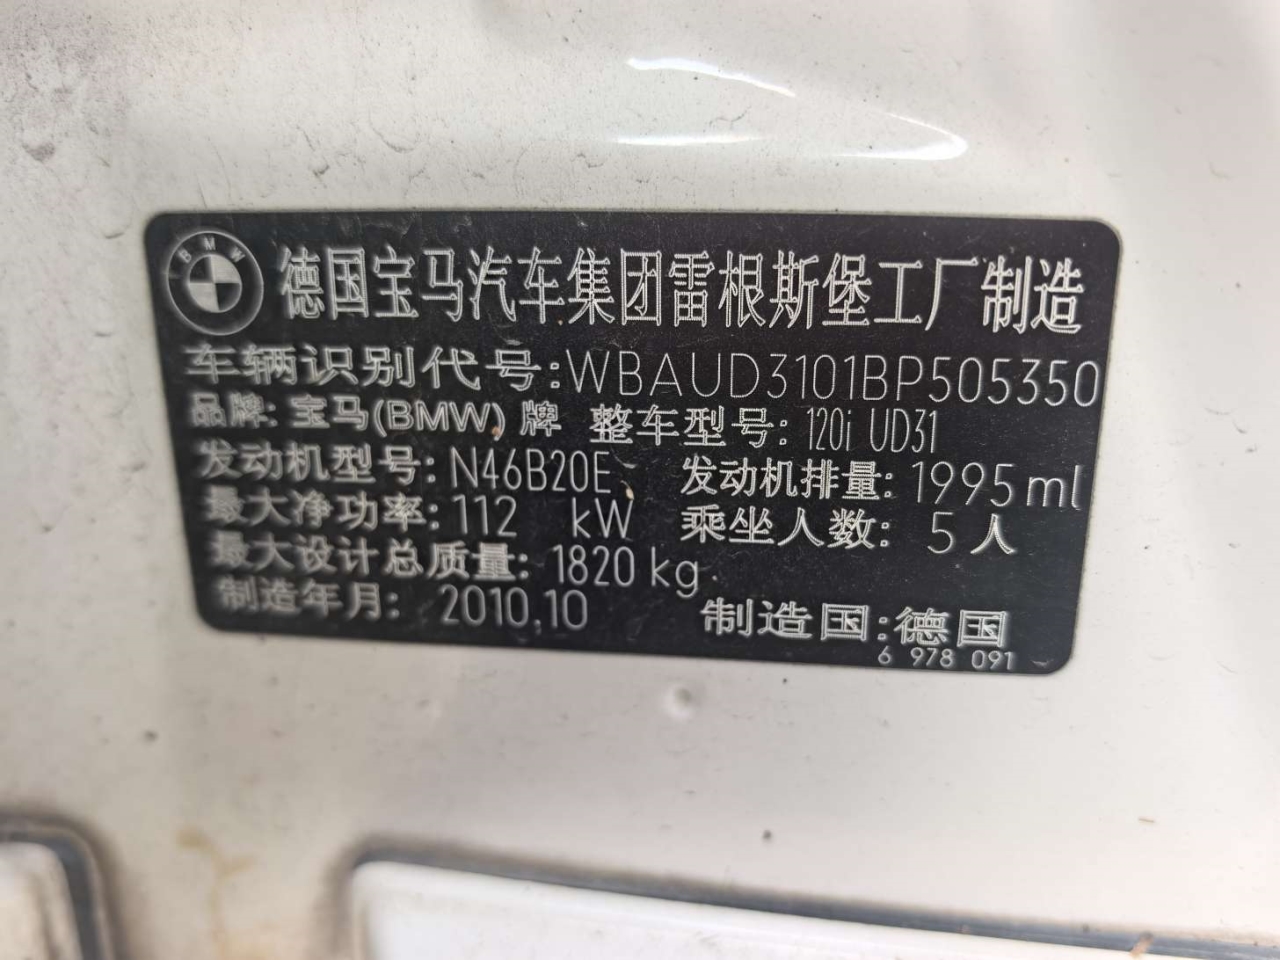 BMW
德国宝马汽车集团雷根斯堡工厂制造
车辆识别代号:WBAUD3101BP505350
品牌: 宝马(BMW) 牌 整车型号: 120i UD31
发动机型号: N46B20E 发动机排量: 1995ml
最大净功率: 112 kW 乘坐人数: 5人
最大设计总质量: 1820kg
制造年月: 2010.10 制造国:德国
6 978 091